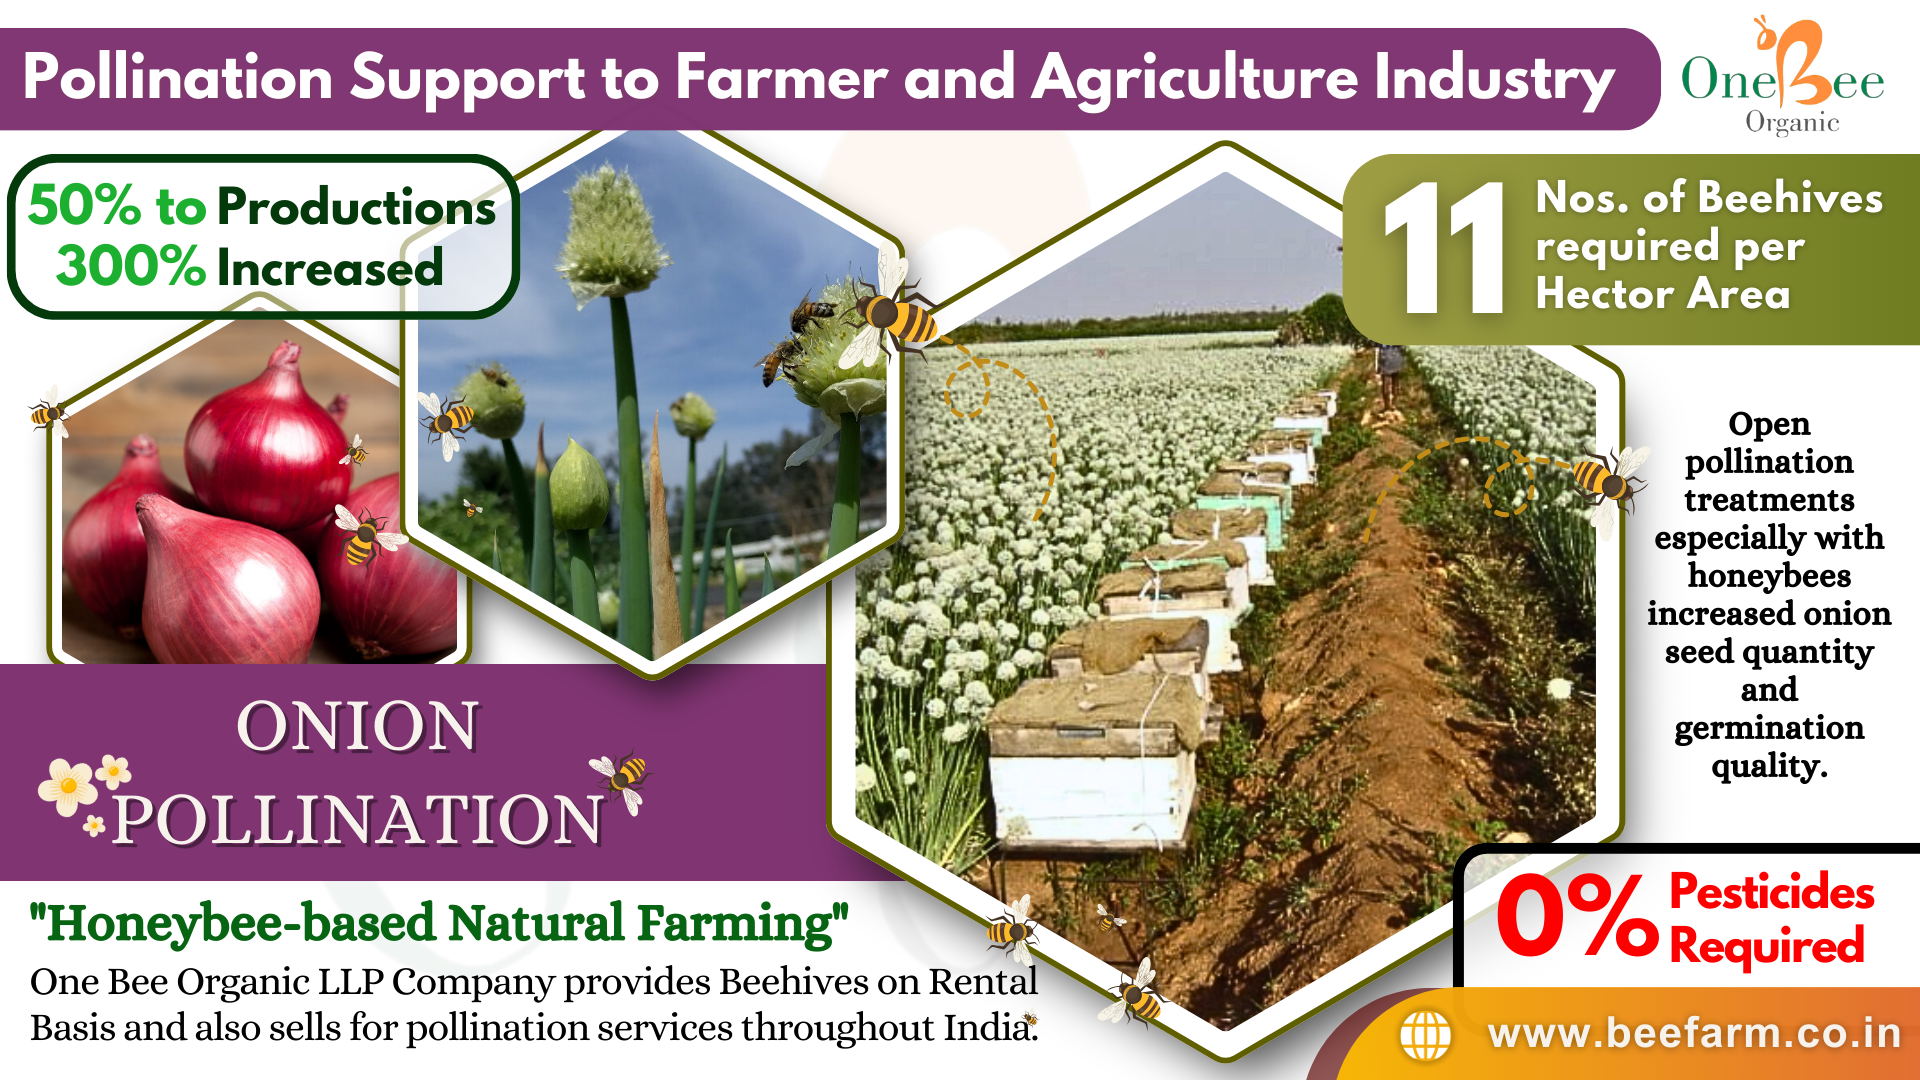 Pollination Support to Farmer and Agriculture Industry
OneBee
Organic
50% to Productions
300% Increased
11
Nos. of Beehives
required per
Hector Area
Open
pollination
treatments
especially with
honeybees
increased onion
seed quantity
and
germination
quality.
ONION
POLLINATION
"Honeybee-based Natural Farming"
One Bee Organic LLP Company provides Beehives on Rental
Basis and also sells for pollination services throughout India.
0% Pesticides
Required
www.beefarm.co.in